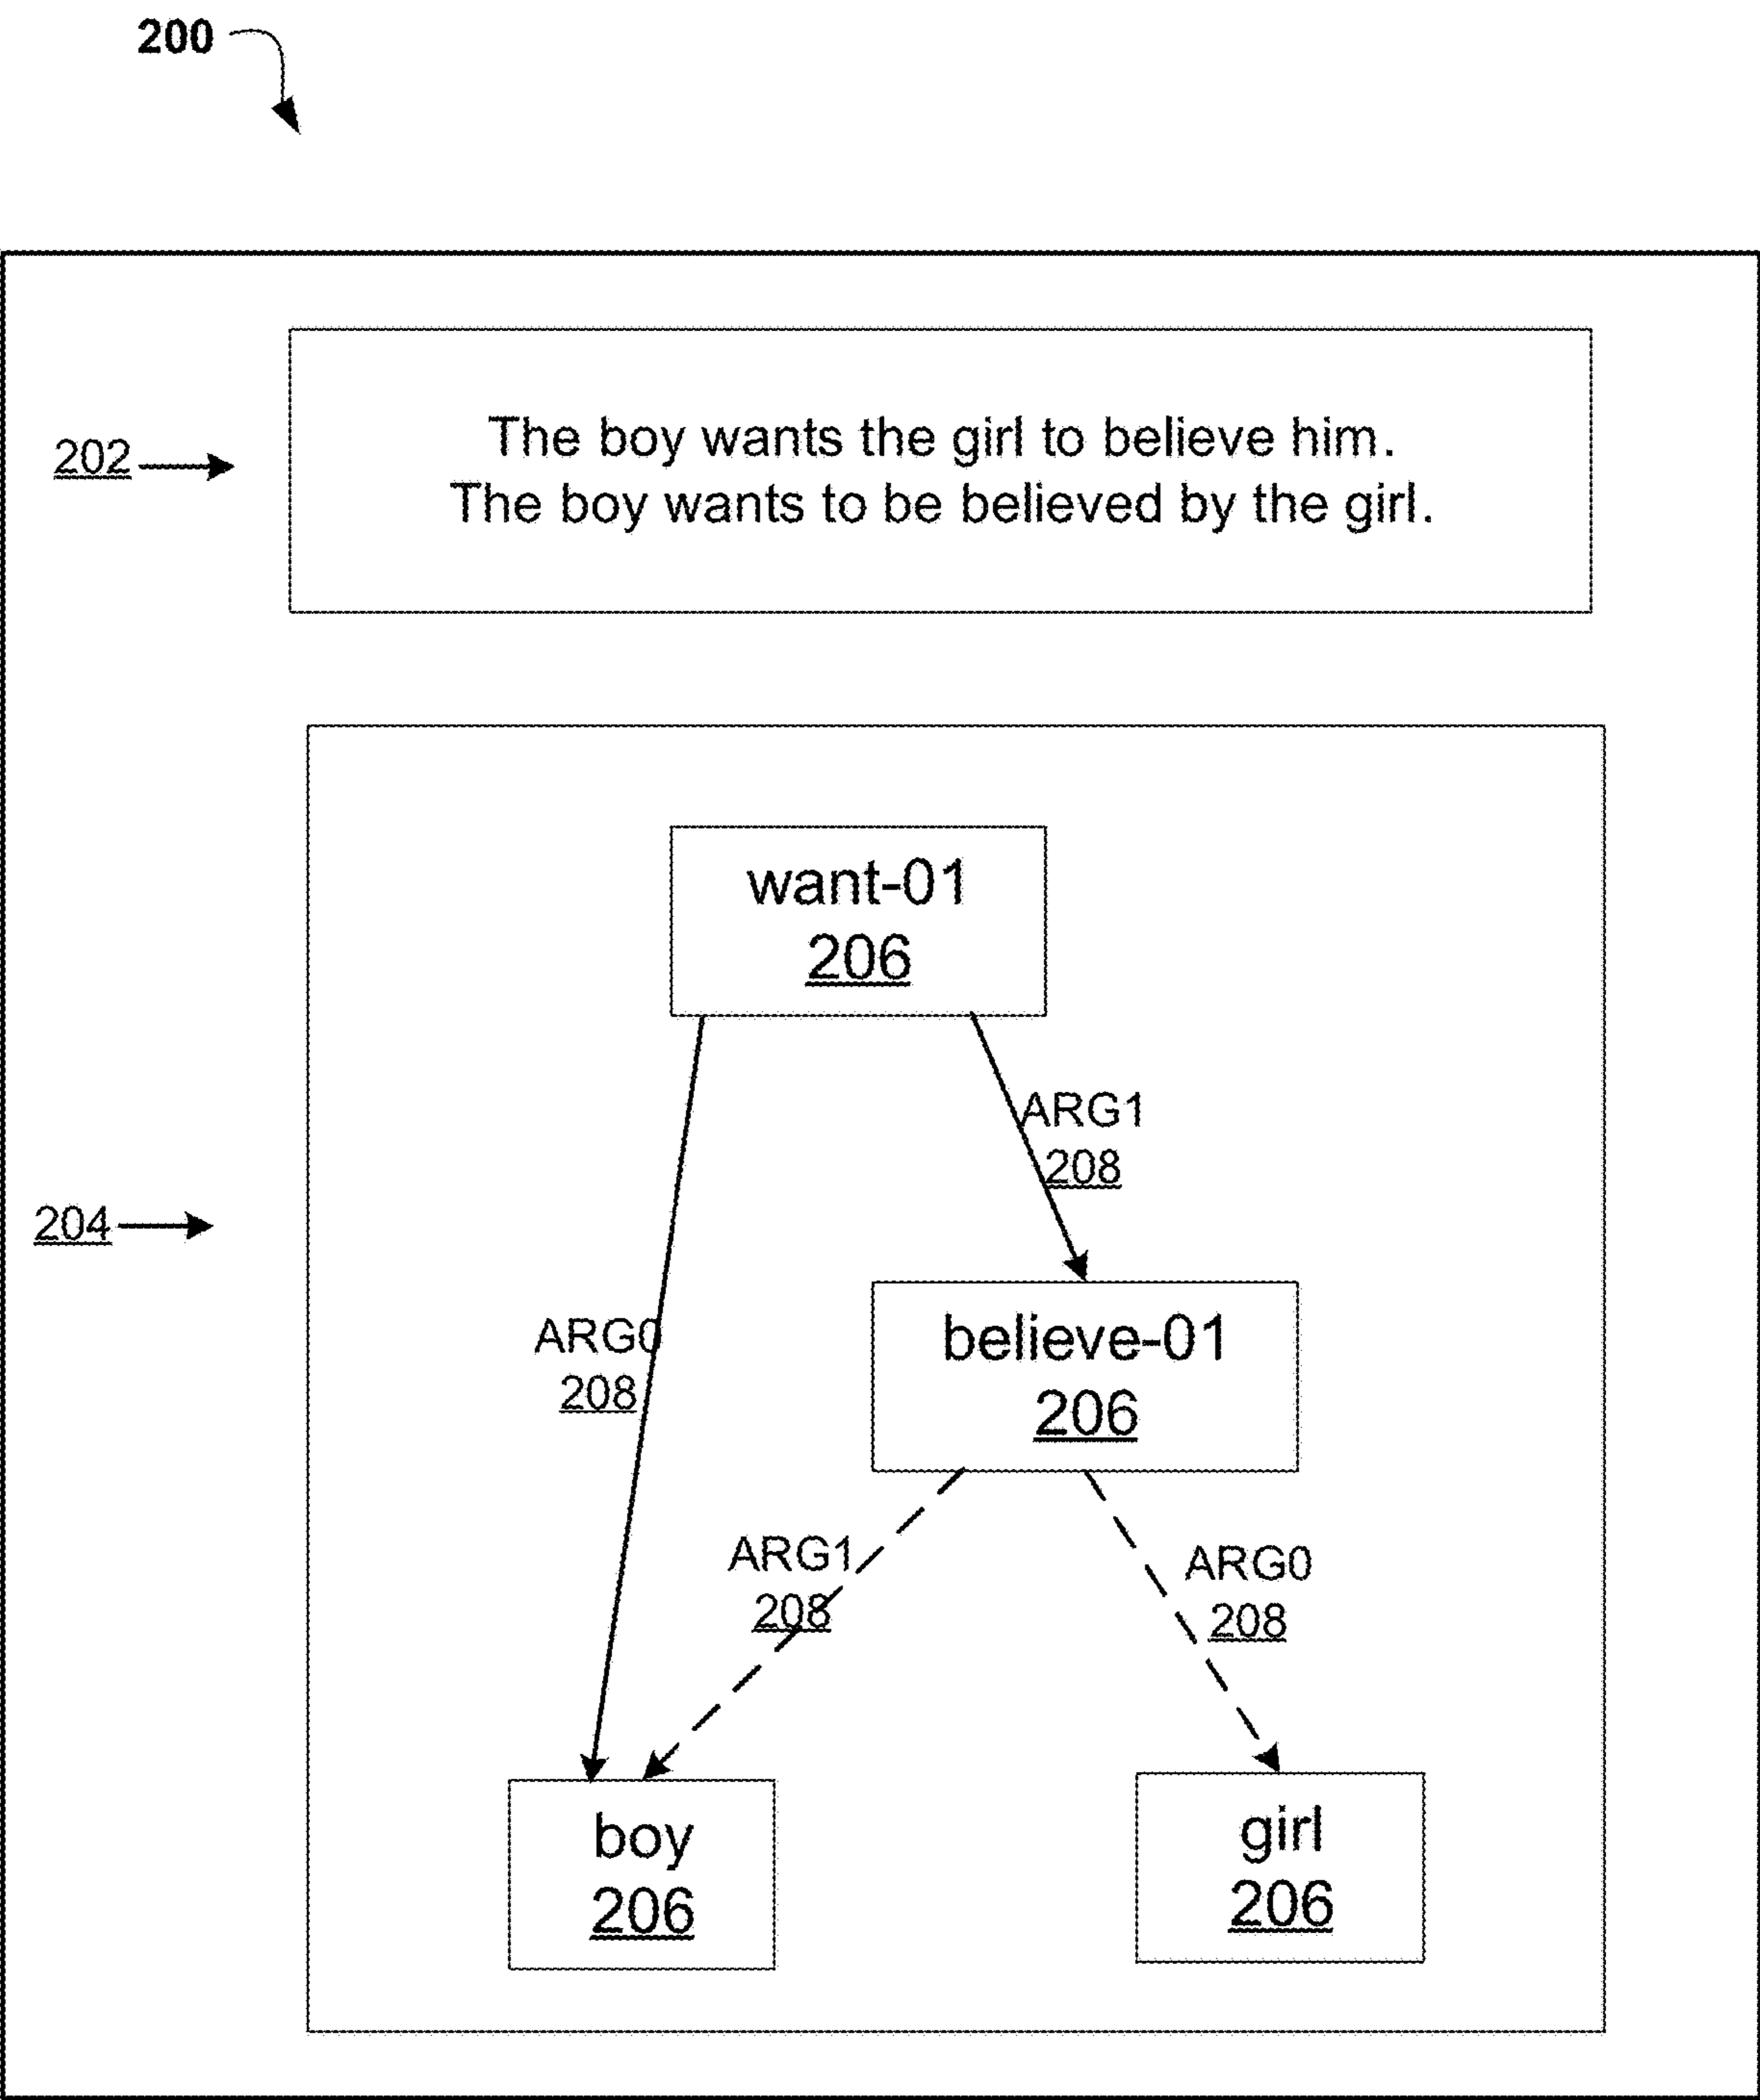 200
202
The boy wants the girl to believe him.
The boy wants to be believed by the girl.
want-01
206
ARG1
208
204
ARG0
208
believe-01
206
ARG1
208
ARG0
208
boy
206
girl
206